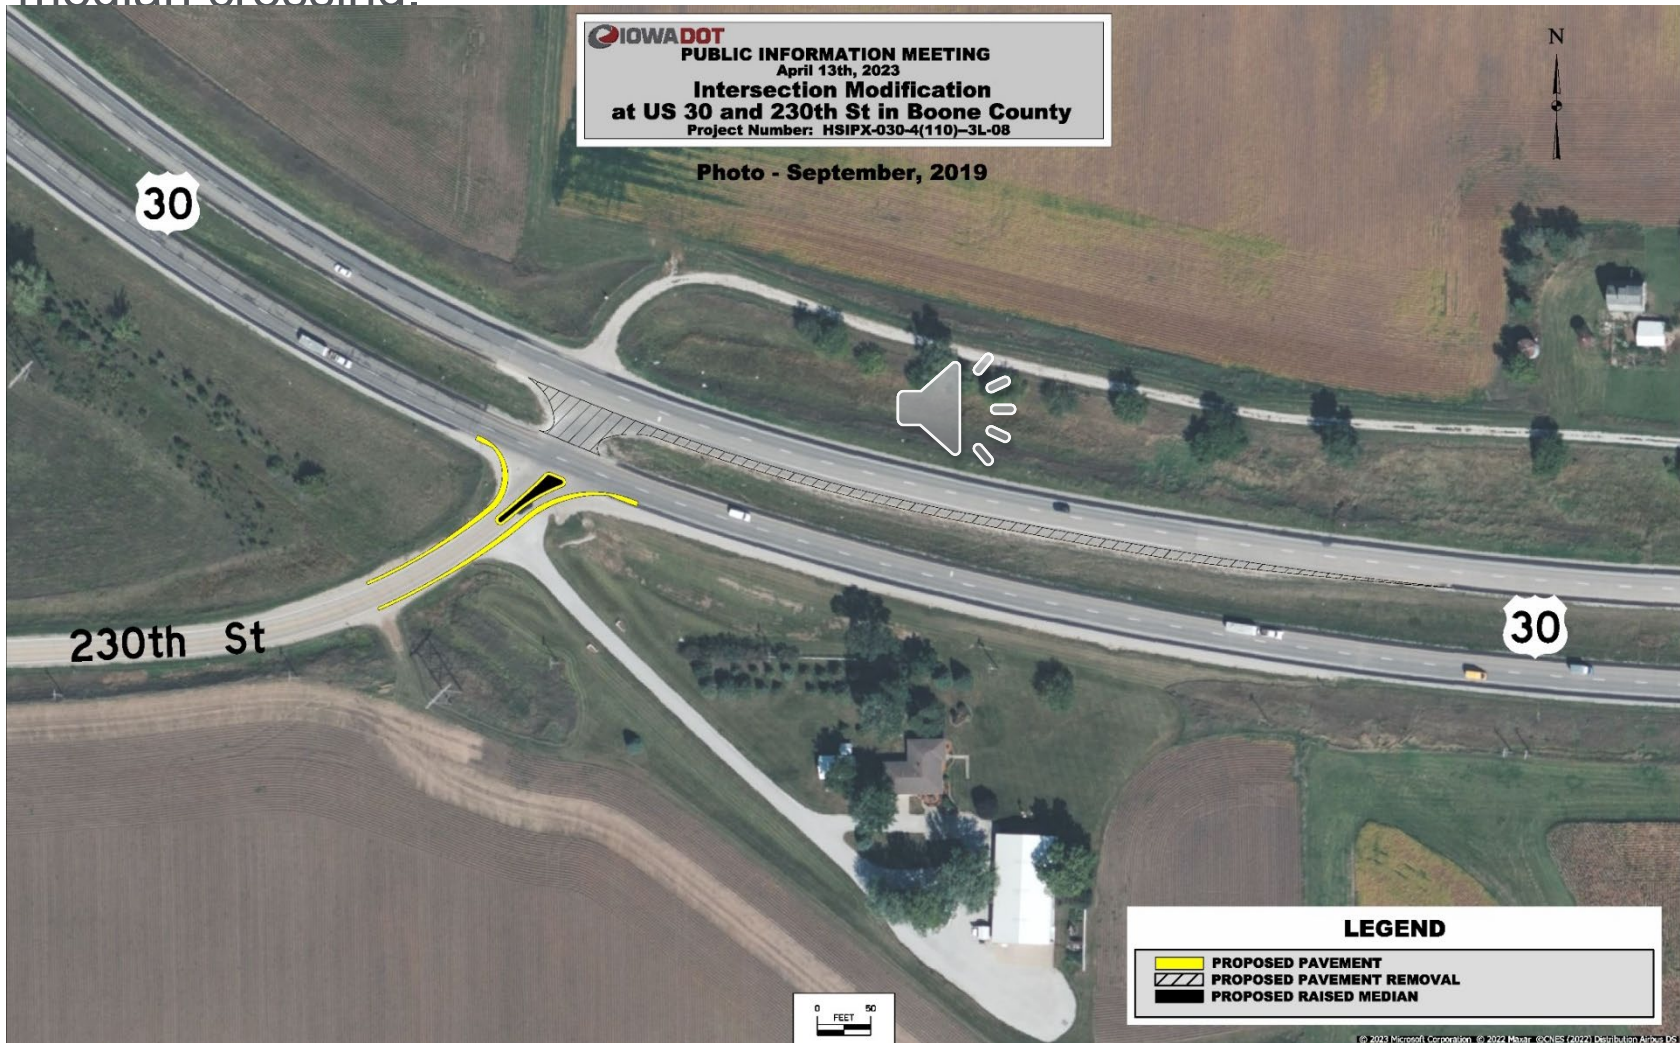 median crossing.
IOWADOT
PUBLIC INFORMATION MEETING
April 13th, 2023
Intersection Modification
at US 30 and 230th St in Boone County
Project Number: HSIPX-030-4(110)--3L-08
Photo - September, 2019
N
30
30
230th St
LEGEND
PROPOSED PAVEMENT
PROPOSED PAVEMENT REMOVAL
PROPOSED RAISED MEDIAN
0 FEET 50
© 2023 Microsoft Corporation © 2022 Maxar ©CNES (2022) Distribution Airbus DS